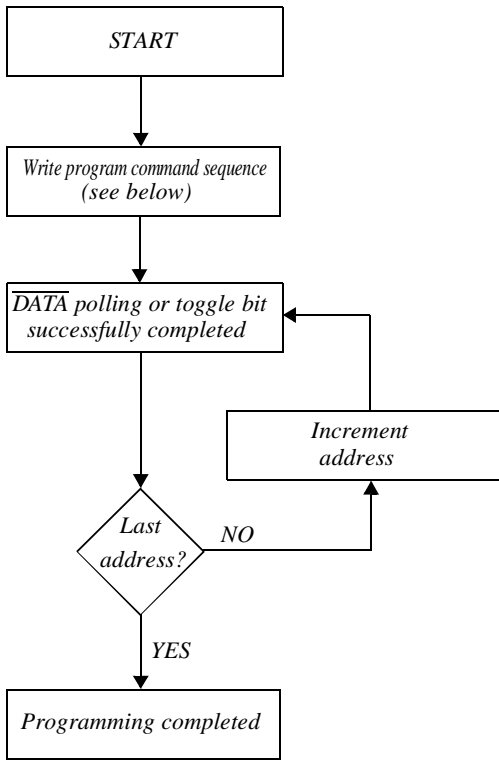 START
Write program command sequence
(see below)
D̅A̅T̅A̅ polling or toggle bit
successfully completed
Increment
address
Last
address?
NO
YES
Programming completed